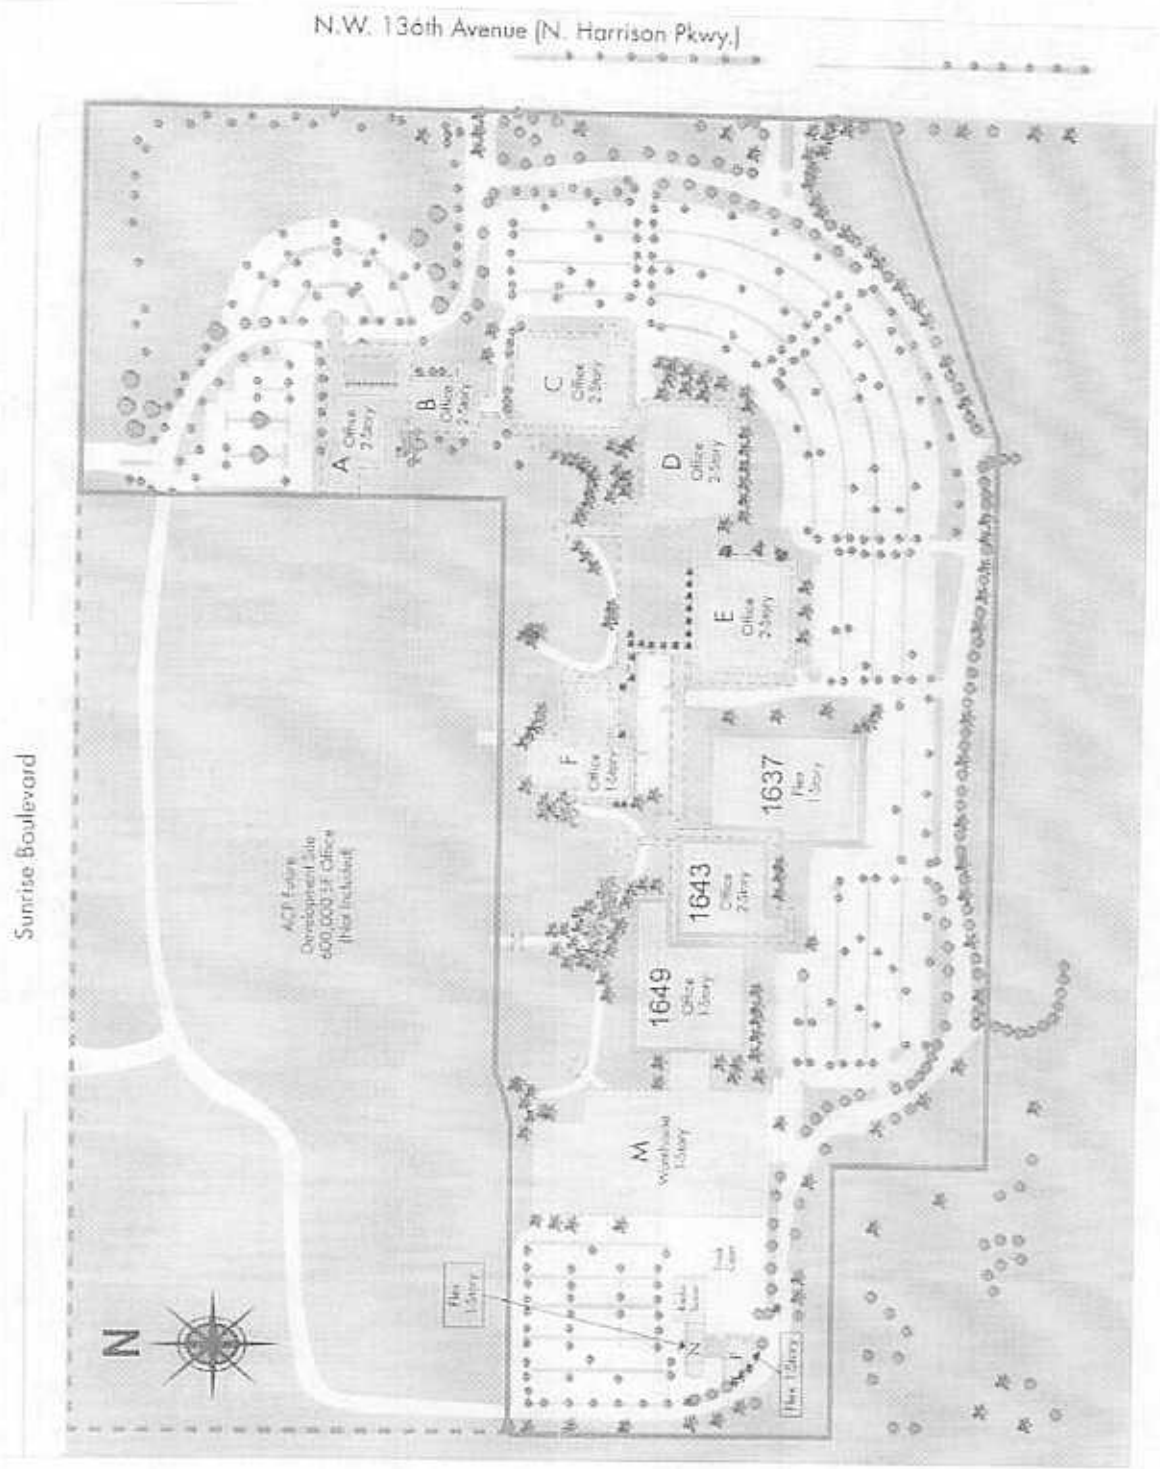 N.W. 136th Avenue (N. Harrison Pkwy.)
Sunrise Boulevard
A
Office
2-Story
B
Office
2-Story
C
Office
2-Story
D
Office
2-Story
E
Office
2-Story
F
Office
1-Story
1637
Flex
1-Story
1643
Office
2-Story
1649
Office
1-Story
ACP Future
Development Site
600,000 SF Office
(Not Included)
M
Warehouse
1-Story
Flex
1-Story
N
Truck
Court
Flex 1-Story
N